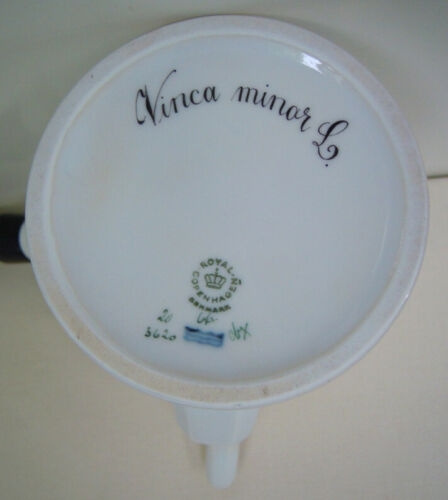 Vinca minor L.
ROYAL-
COPENHAGEN
DENMARK
20
3620